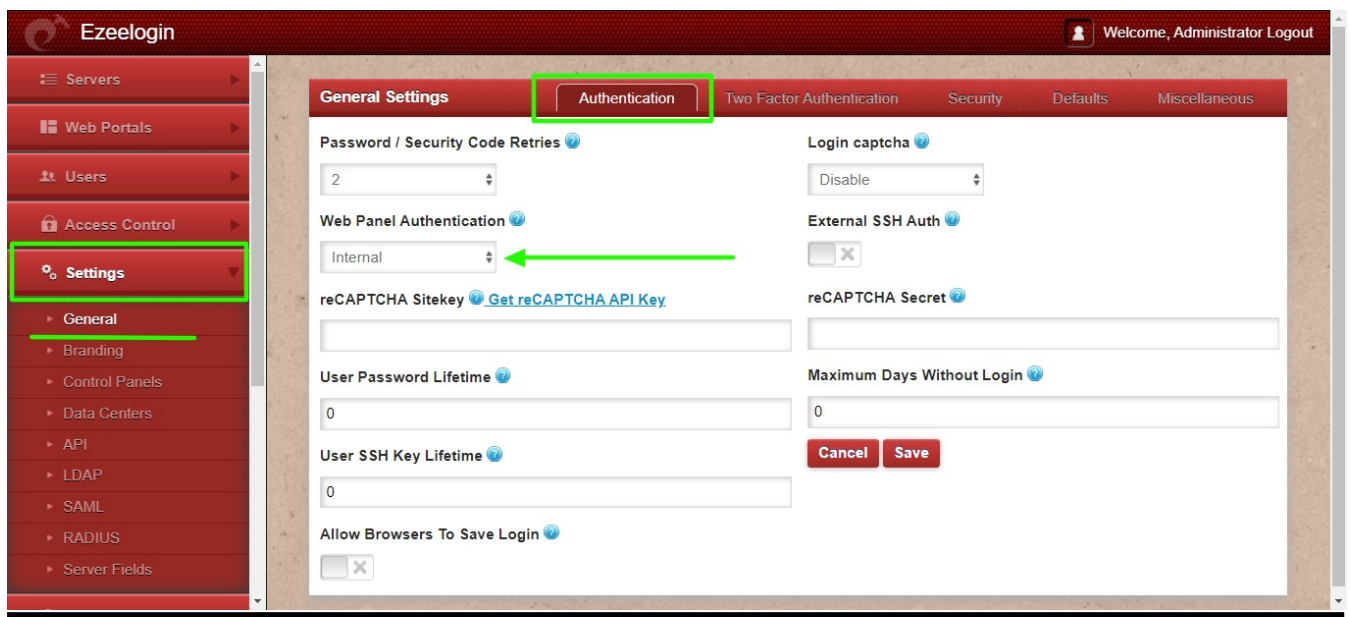 Ezeelogin
Welcome, Administrator Logout
Servers
Web Portals
Users
Access Control
Settings
General
Branding
Control Panels
Data Centers
API
LDAP
SAML
RADIUS
Server Fields
General Settings
Authentication
Two Factor Authentication
Security
Defaults
Miscellaneous
Password / Security Code Retries
2
Login captcha
Disable
Web Panel Authentication
Internal
External SSH Auth
reCAPTCHA Sitekey Get reCAPTCHA API Key
reCAPTCHA Secret
User Password Lifetime
0
Maximum Days Without Login
0
User SSH Key Lifetime
0
Cancel Save
Allow Browsers To Save Login